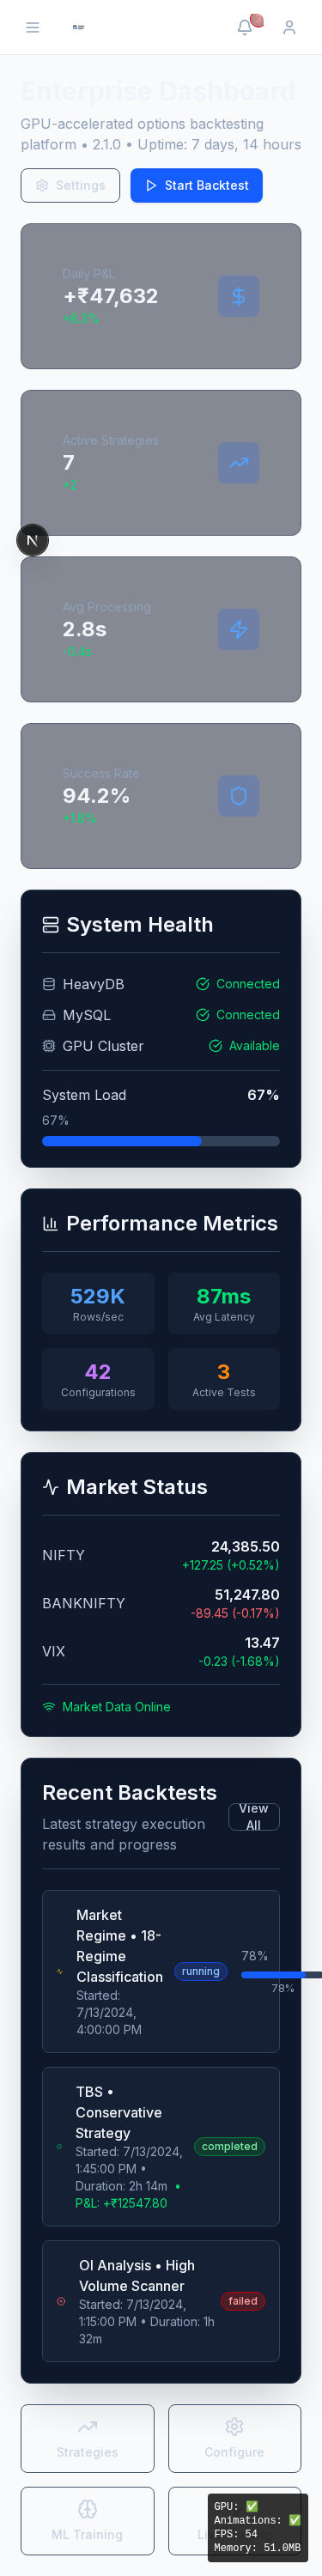 Enterprise Dashboard
GPU-accelerated options backtesting
platform • 2.1.0 • Uptime: 7 days, 14 hours
Settings
Start Backtest
Daily P&L
+₹47,632
Active Strategies
7
+2
N
Avg Processing
2.8s
Success Rate
94.2%
System Health
HeavyDB
Connected
MySQL
Connected
GPU Cluster
Available
System Load
67%
67%
Performance Metrics
529K
Rows/sec
87ms
Avg Latency
42
Configurations
3
Active Tests
Market Status
NIFTY
24,385.50
+127.25 (+0.52%)
BANKNIFTY
51,247.80
-89.45 (-0.17%)
VIX
13.47
-0.23 (-1.68%)
Market Data Online
Recent Backtests
Latest strategy execution
results and progress
View
All
Market
Regime • 18-
Regime
Classification
Started:
7/13/2024,
4:00:00 PM
running
78%
78%
TBS •
Conservative
Strategy
Started: 7/13/2024,
1:45:00 PM •
Duration: 2h 14m •
P&L: +₹12547.80
completed
OI Analysis • High
Volume Scanner
Started: 7/13/2024,
1:15:00 PM • Duration: 1h
32m
failed
Strategies
Configure
ML Training
GPU: ✅
Animations: ✅
FPS: 54
Memory: 51.0MB